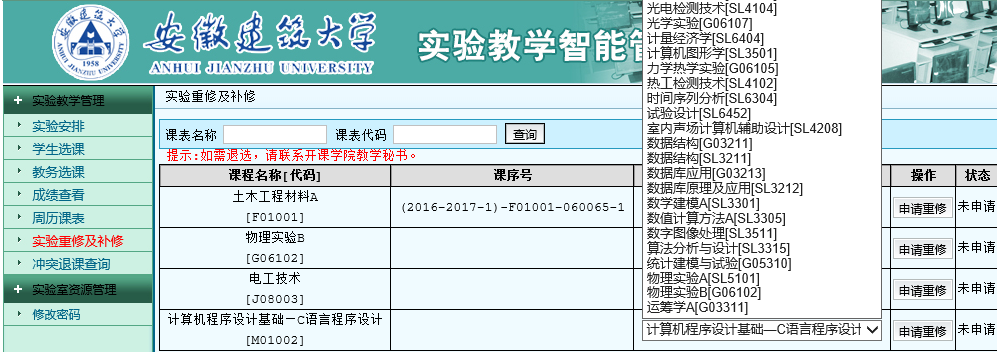 安徽建筑大学
ANHUI JIANZHU UNIVERSITY
1958
实验教学智能管
实验教学管理
实验安排
学生选课
教务选课
成绩查看
周历课表
实验重修及补修
冲突退课查询
实验室资源管理
修改密码
实验重修及补修
课表名称 课表代码 查询
提示:如需退选,请联系开课学院教学秘书。
课程名称[代码] 课序号 操作 状态
土木工程材料A
[F01001]
(2016-2017-1)-F01001-060065-1
申请重修 未申请
物理实验B
[G06102]
申请重修 未申请
电工技术
[J08003]
申请重修 未申请
计算机程序设计基础—C语言程序设计
[M01002]
计算机程序设计基础—C语言程序设计
申请重修 未申请
光电检测技术[SL4104]
光学实验[G06107]
计量经济学[SL6404]
计算机图形学[SL3501]
力学热学实验[G06105]
热工检测技术[SL4102]
时间序列分析[SL6304]
试验设计[SL6452]
室内声场计算机辅助设计[SL4208]
数据结构[G03211]
数据结构[SL3211]
数据库应用[G03213]
数据库原理及应用[SL3212]
数学建模A[SL3301]
数值计算方法A[SL3305]
数字图像处理[SL3511]
算法分析与设计[SL3315]
统计建模与试验[G05310]
物理实验A[SL5101]
物理实验B[G06102]
运筹学A[G03311]